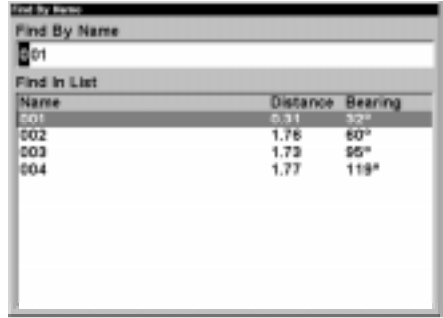 Find By Name
Find By Name
001
Find In List
Name Distance Bearing
001 0.31 32°
002 1.76 60°
003 1.73 95°
004 1.77 119°